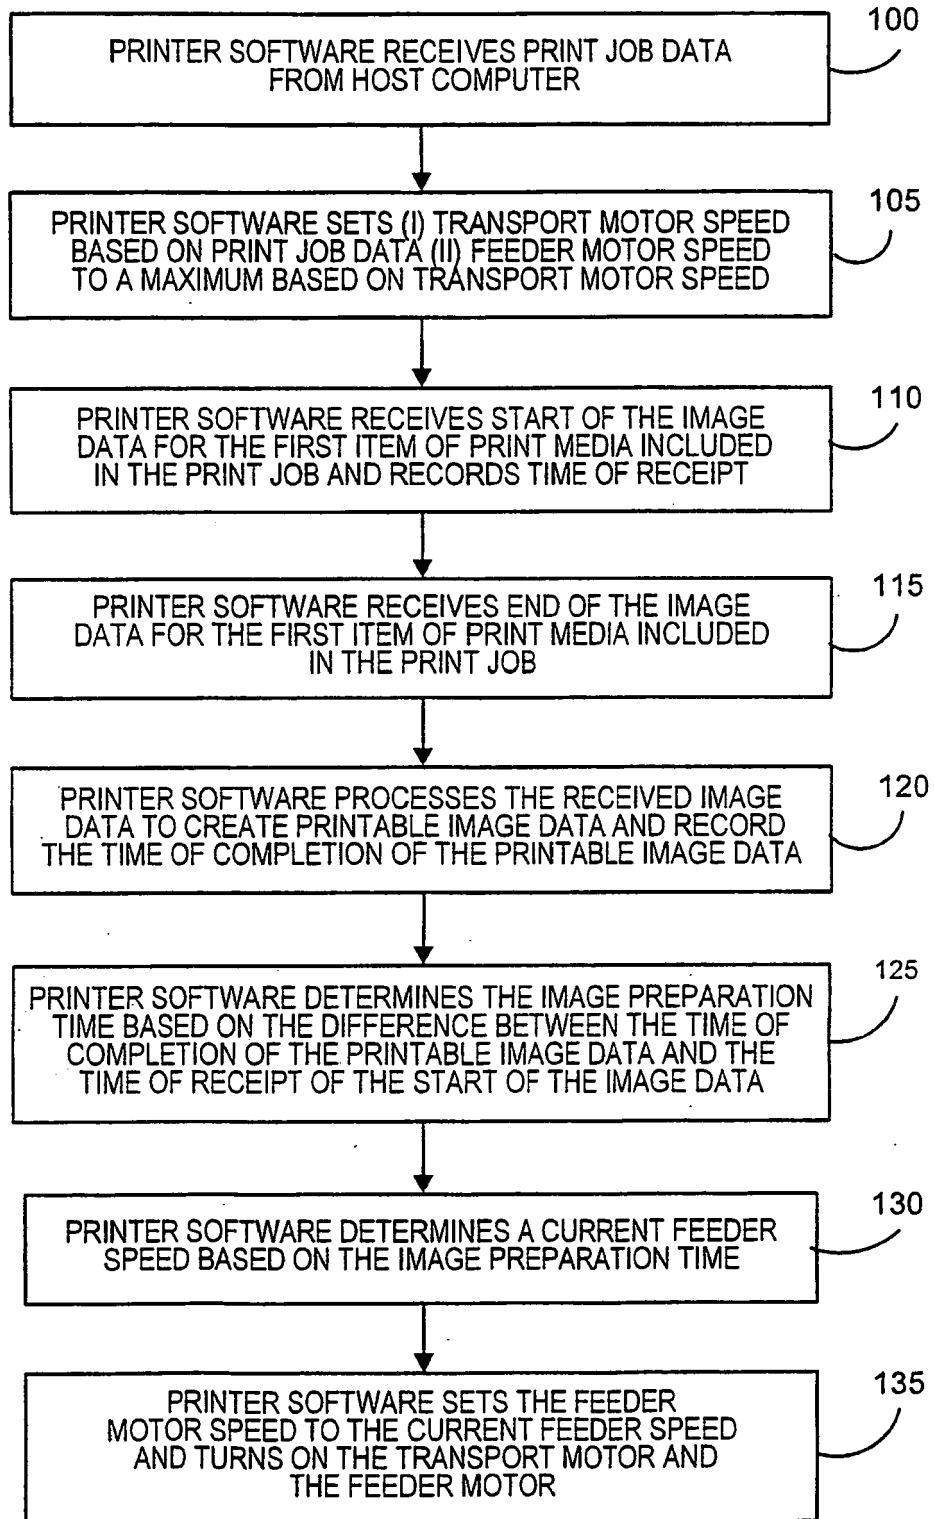 100
PRINTER SOFTWARE RECEIVES PRINT JOB DATA
FROM HOST COMPUTER
105
PRINTER SOFTWARE SETS (I) TRANSPORT MOTOR SPEED
BASED ON PRINT JOB DATA (II) FEEDER MOTOR SPEED
TO A MAXIMUM BASED ON TRANSPORT MOTOR SPEED
110
PRINTER SOFTWARE RECEIVES START OF THE IMAGE
DATA FOR THE FIRST ITEM OF PRINT MEDIA INCLUDED
IN THE PRINT JOB AND RECORDS TIME OF RECEIPT
115
PRINTER SOFTWARE RECEIVES END OF THE IMAGE
DATA FOR THE FIRST ITEM OF PRINT MEDIA INCLUDED
IN THE PRINT JOB
120
PRINTER SOFTWARE PROCESSES THE RECEIVED IMAGE
DATA TO CREATE PRINTABLE IMAGE DATA AND RECORD
THE TIME OF COMPLETION OF THE PRINTABLE IMAGE DATA
125
PRINTER SOFTWARE DETERMINES THE IMAGE PREPARATION
TIME BASED ON THE DIFFERENCE BETWEEN THE TIME OF
COMPLETION OF THE PRINTABLE IMAGE DATA AND THE
TIME OF RECEIPT OF THE START OF THE IMAGE DATA
130
PRINTER SOFTWARE DETERMINES A CURRENT FEEDER
SPEED BASED ON THE IMAGE PREPARATION TIME
135
PRINTER SOFTWARE SETS THE FEEDER
MOTOR SPEED TO THE CURRENT FEEDER SPEED
AND TURNS ON THE TRANSPORT MOTOR AND
THE FEEDER MOTOR